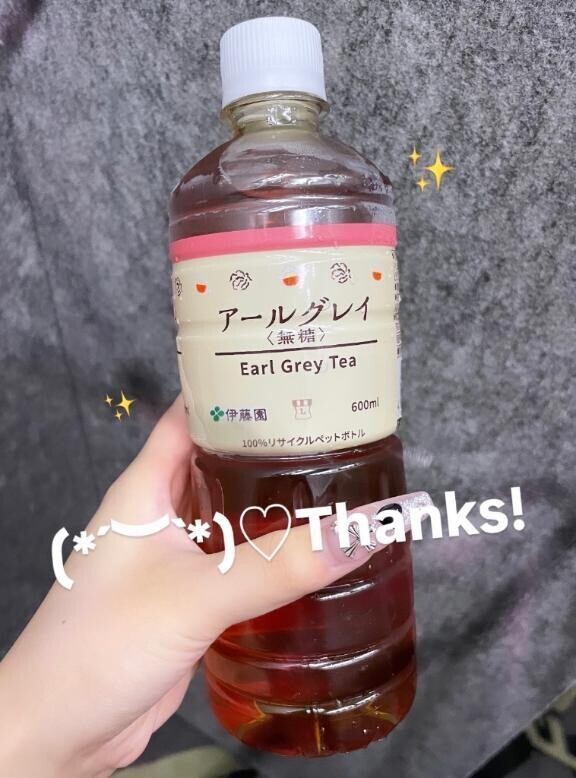 アールグレイ
〈無糖〉
Earl Grey Tea
伊藤園
L
600ml
100%リサイクルペットボトル
(*´︶`*)♡Thanks!